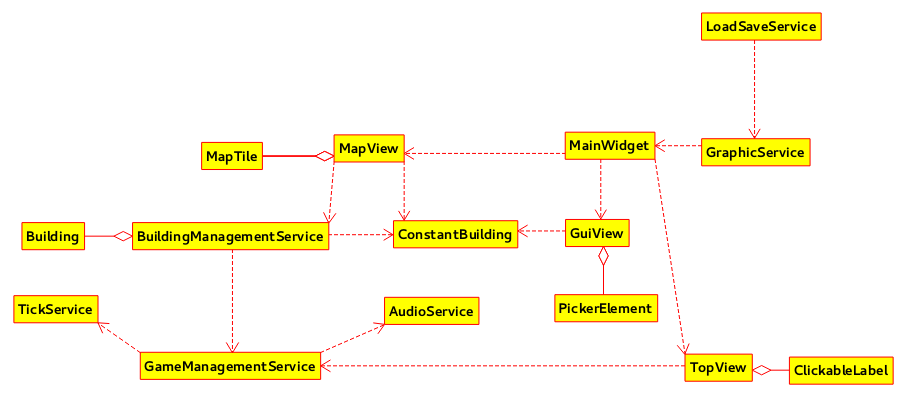 LoadSaveService
MapTile
MapView
MainWidget
GraphicService
Building
BuildingManagementService
ConstantBuilding
GuiView
TickService
AudioService
PickerElement
GameManagementService
TopView
ClickableLabel